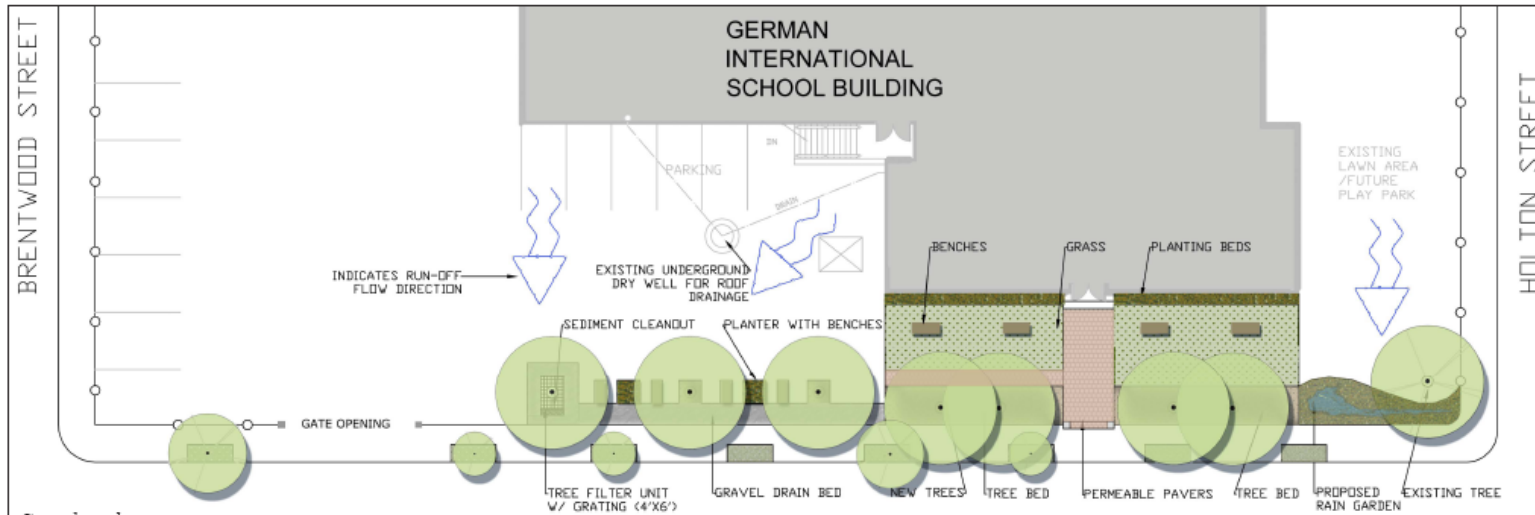 BRENTWOOD STREET
GERMAN
INTERNATIONAL
SCHOOL BUILDING
HOLTON STREET
DN
PARKING
DRAIN
EXISTING
LAWN AREA
/FUTURE
PLAY PARK
INDICATES RUN-OFF
FLOW DIRECTION
EXISTING UNDERGROUND
DRY WELL FOR ROOF
DRAINAGE
BENCHES
GRASS
PLANTING BEDS
SEDIMENT CLEANOUT
PLANTER WITH BENCHES
GATE OPENING
TREE FILTER UNIT
W/ GRATING (4'X6')
GRAVEL DRAIN BED
NEW TREES
TREE BED
PERMEABLE PAVERS
TREE BED
PROPOSED
RAIN GARDEN
EXISTING TREE